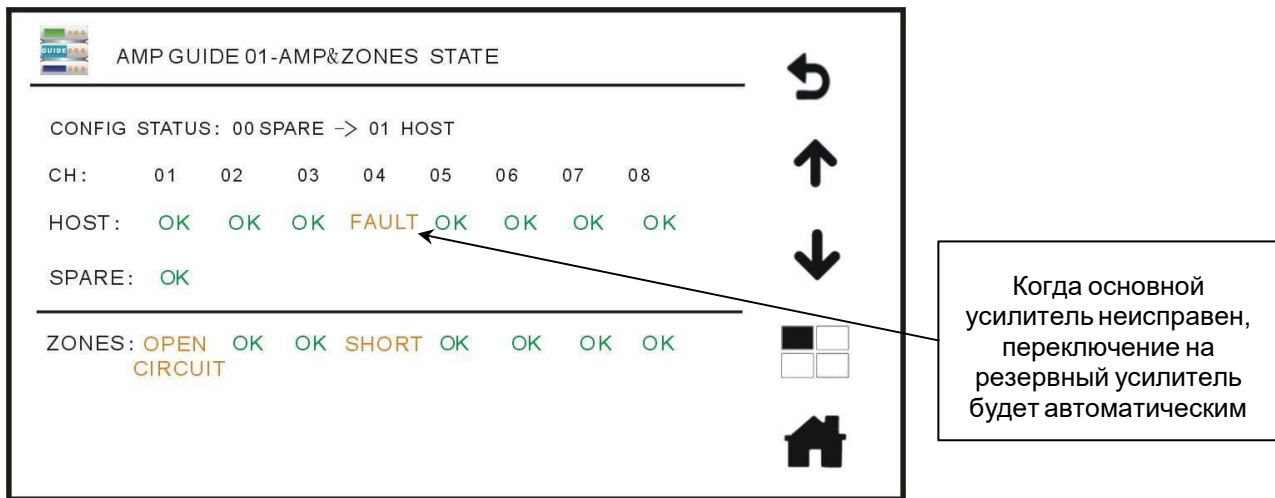 GUIDE
AMP GUIDE 01-AMP&ZONES STATE
CONFIG STATUS: 00 SPARE -> 01 HOST
CH: 01 02 03 04 05 06 07 08
HOST: OK OK OK FAULT OK OK OK OK
SPARE: OK
ZONES: OPEN OK OK SHORT OK OK OK OK
CIRCUIT
Когда основной
усилитель неисправен,
переключение на
резервный усилитель
будет автоматическим